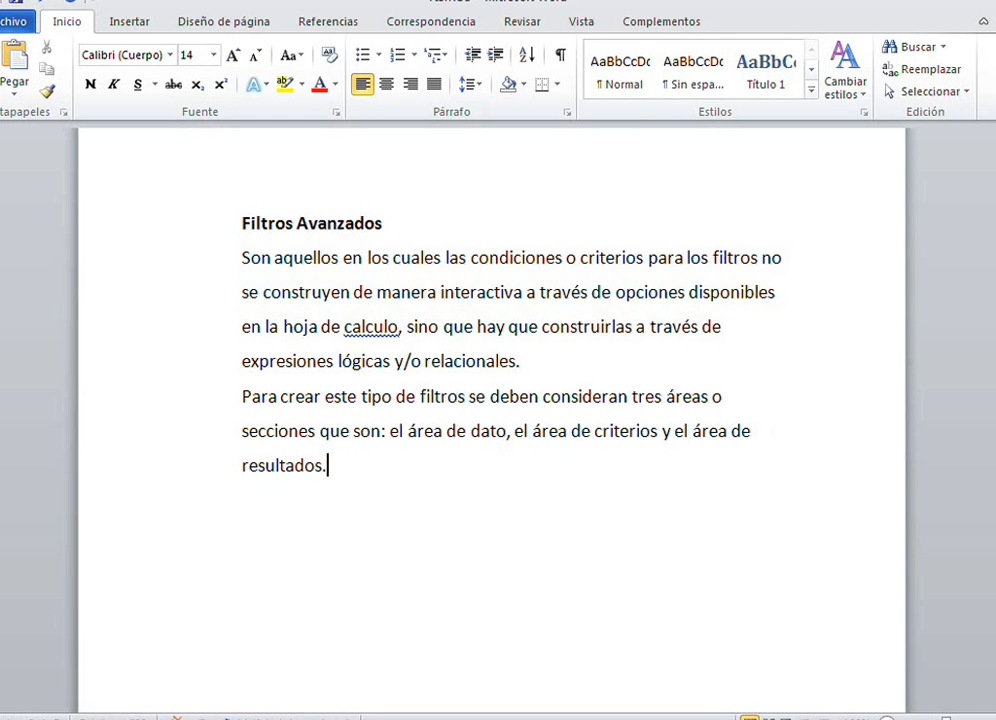 chivo Inicio Insertar Diseño de página Referencias Correspondencia Revisar Vista Complementos
Calibri (Cuerpo) 14 Aa AaBbCcDc AaBbCcDc AaBbC Buscar
Pegar N K S abc x₂ x² A ab A ¶ Normal ¶ Sin espa... Título 1 Cambiar estilos Reemplazar
Seleccionar
tapapeles Fuente Párrafo Estilos Edición
Filtros Avanzados
Son aquellos en los cuales las condiciones o criterios para los filtros no
se construyen de manera interactiva a través de opciones disponibles
en la hoja de calculo, sino que hay que construirlas a través de
expresiones lógicas y/o relacionales.
Para crear este tipo de filtros se deben consideran tres áreas o
secciones que son: el área de dato, el área de criterios y el área de
resultados.